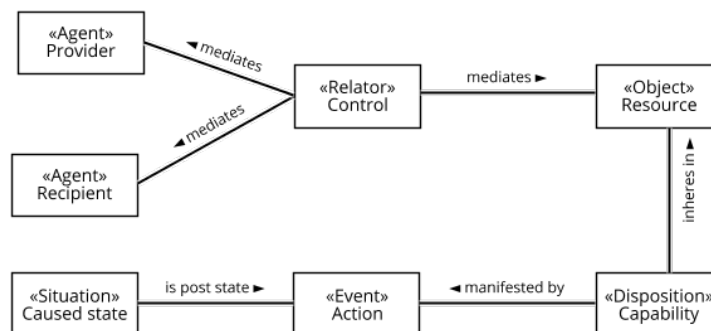 «Agent»
Provider
◄ mediates
«Relator»
Control
mediates ►
«Object»
Resource
◄ mediates
«Agent»
Recipient
inheres in ►
«Situation»
Caused state
is post state ►
«Event»
Action
◄ manifested by
«Disposition»
Capability